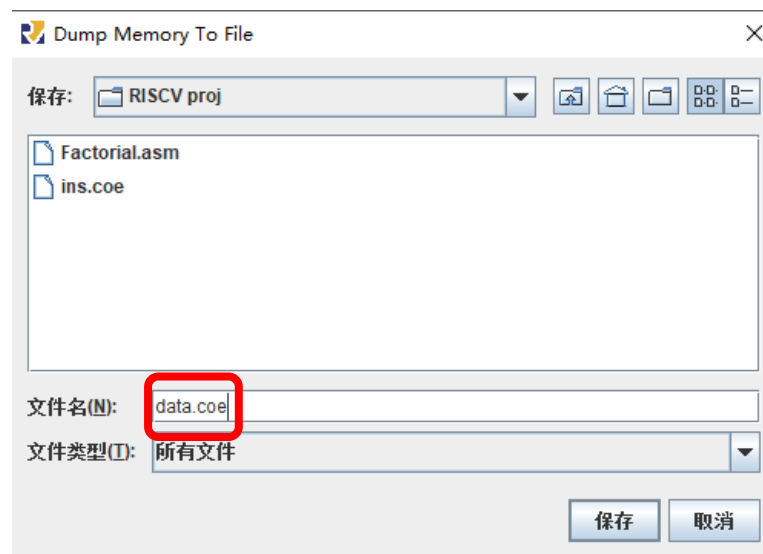 Dump Memory To File
保存: RISCV proj
Factorial.asm
ins.coe
文件名(N): data.coe
文件类型(T): 所有文件
保存 取消